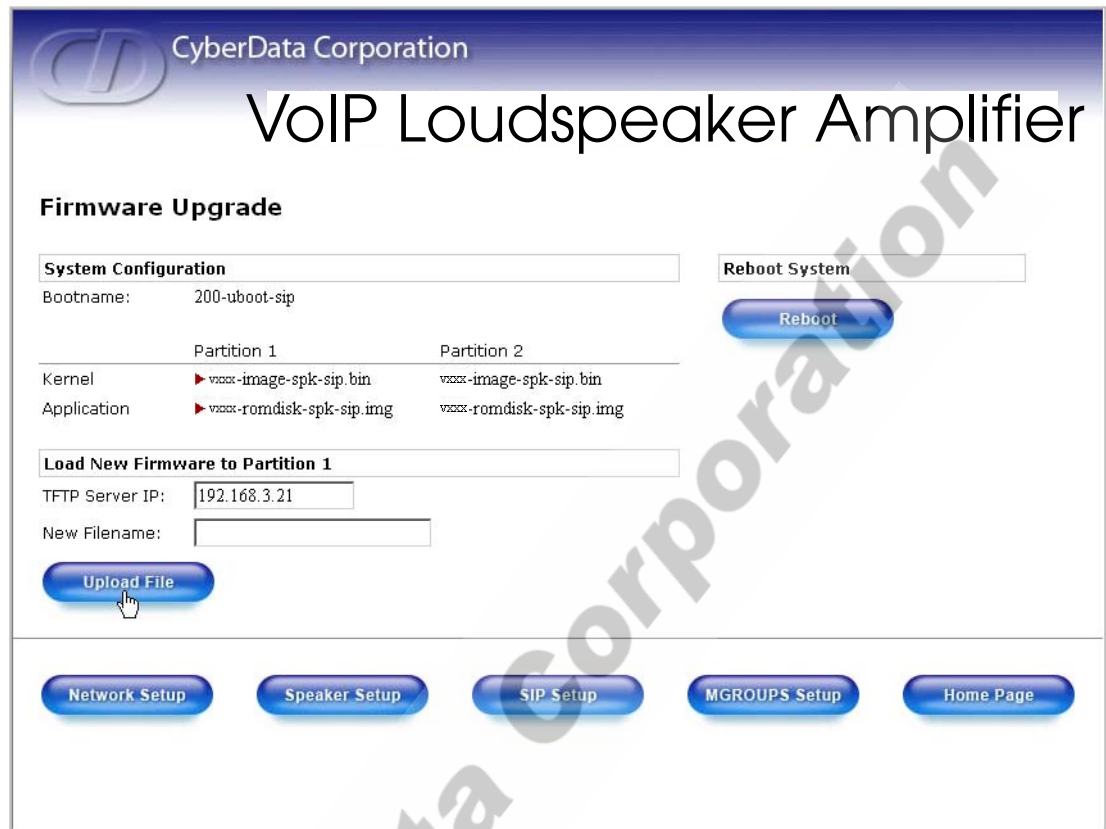 CyberData Corporation
VoIP Loudspeaker Amplifier
Firmware Upgrade
System Configuration
Reboot System
Bootname: 200-uboot-sip
Reboot
Partition 1 Partition 2
Kernel vxxx-image-spk-sip.bin vxxx-image-spk-sip.bin
Application vxxx-romdisk-spk-sip.img vxxx-romdisk-spk-sip.img
Load New Firmware to Partition 1
TFTP Server IP: 192.168.3.21
New Filename:
Upload File
Network Setup Speaker Setup SIP Setup MGROUPS Setup Home Page
ta Corporation